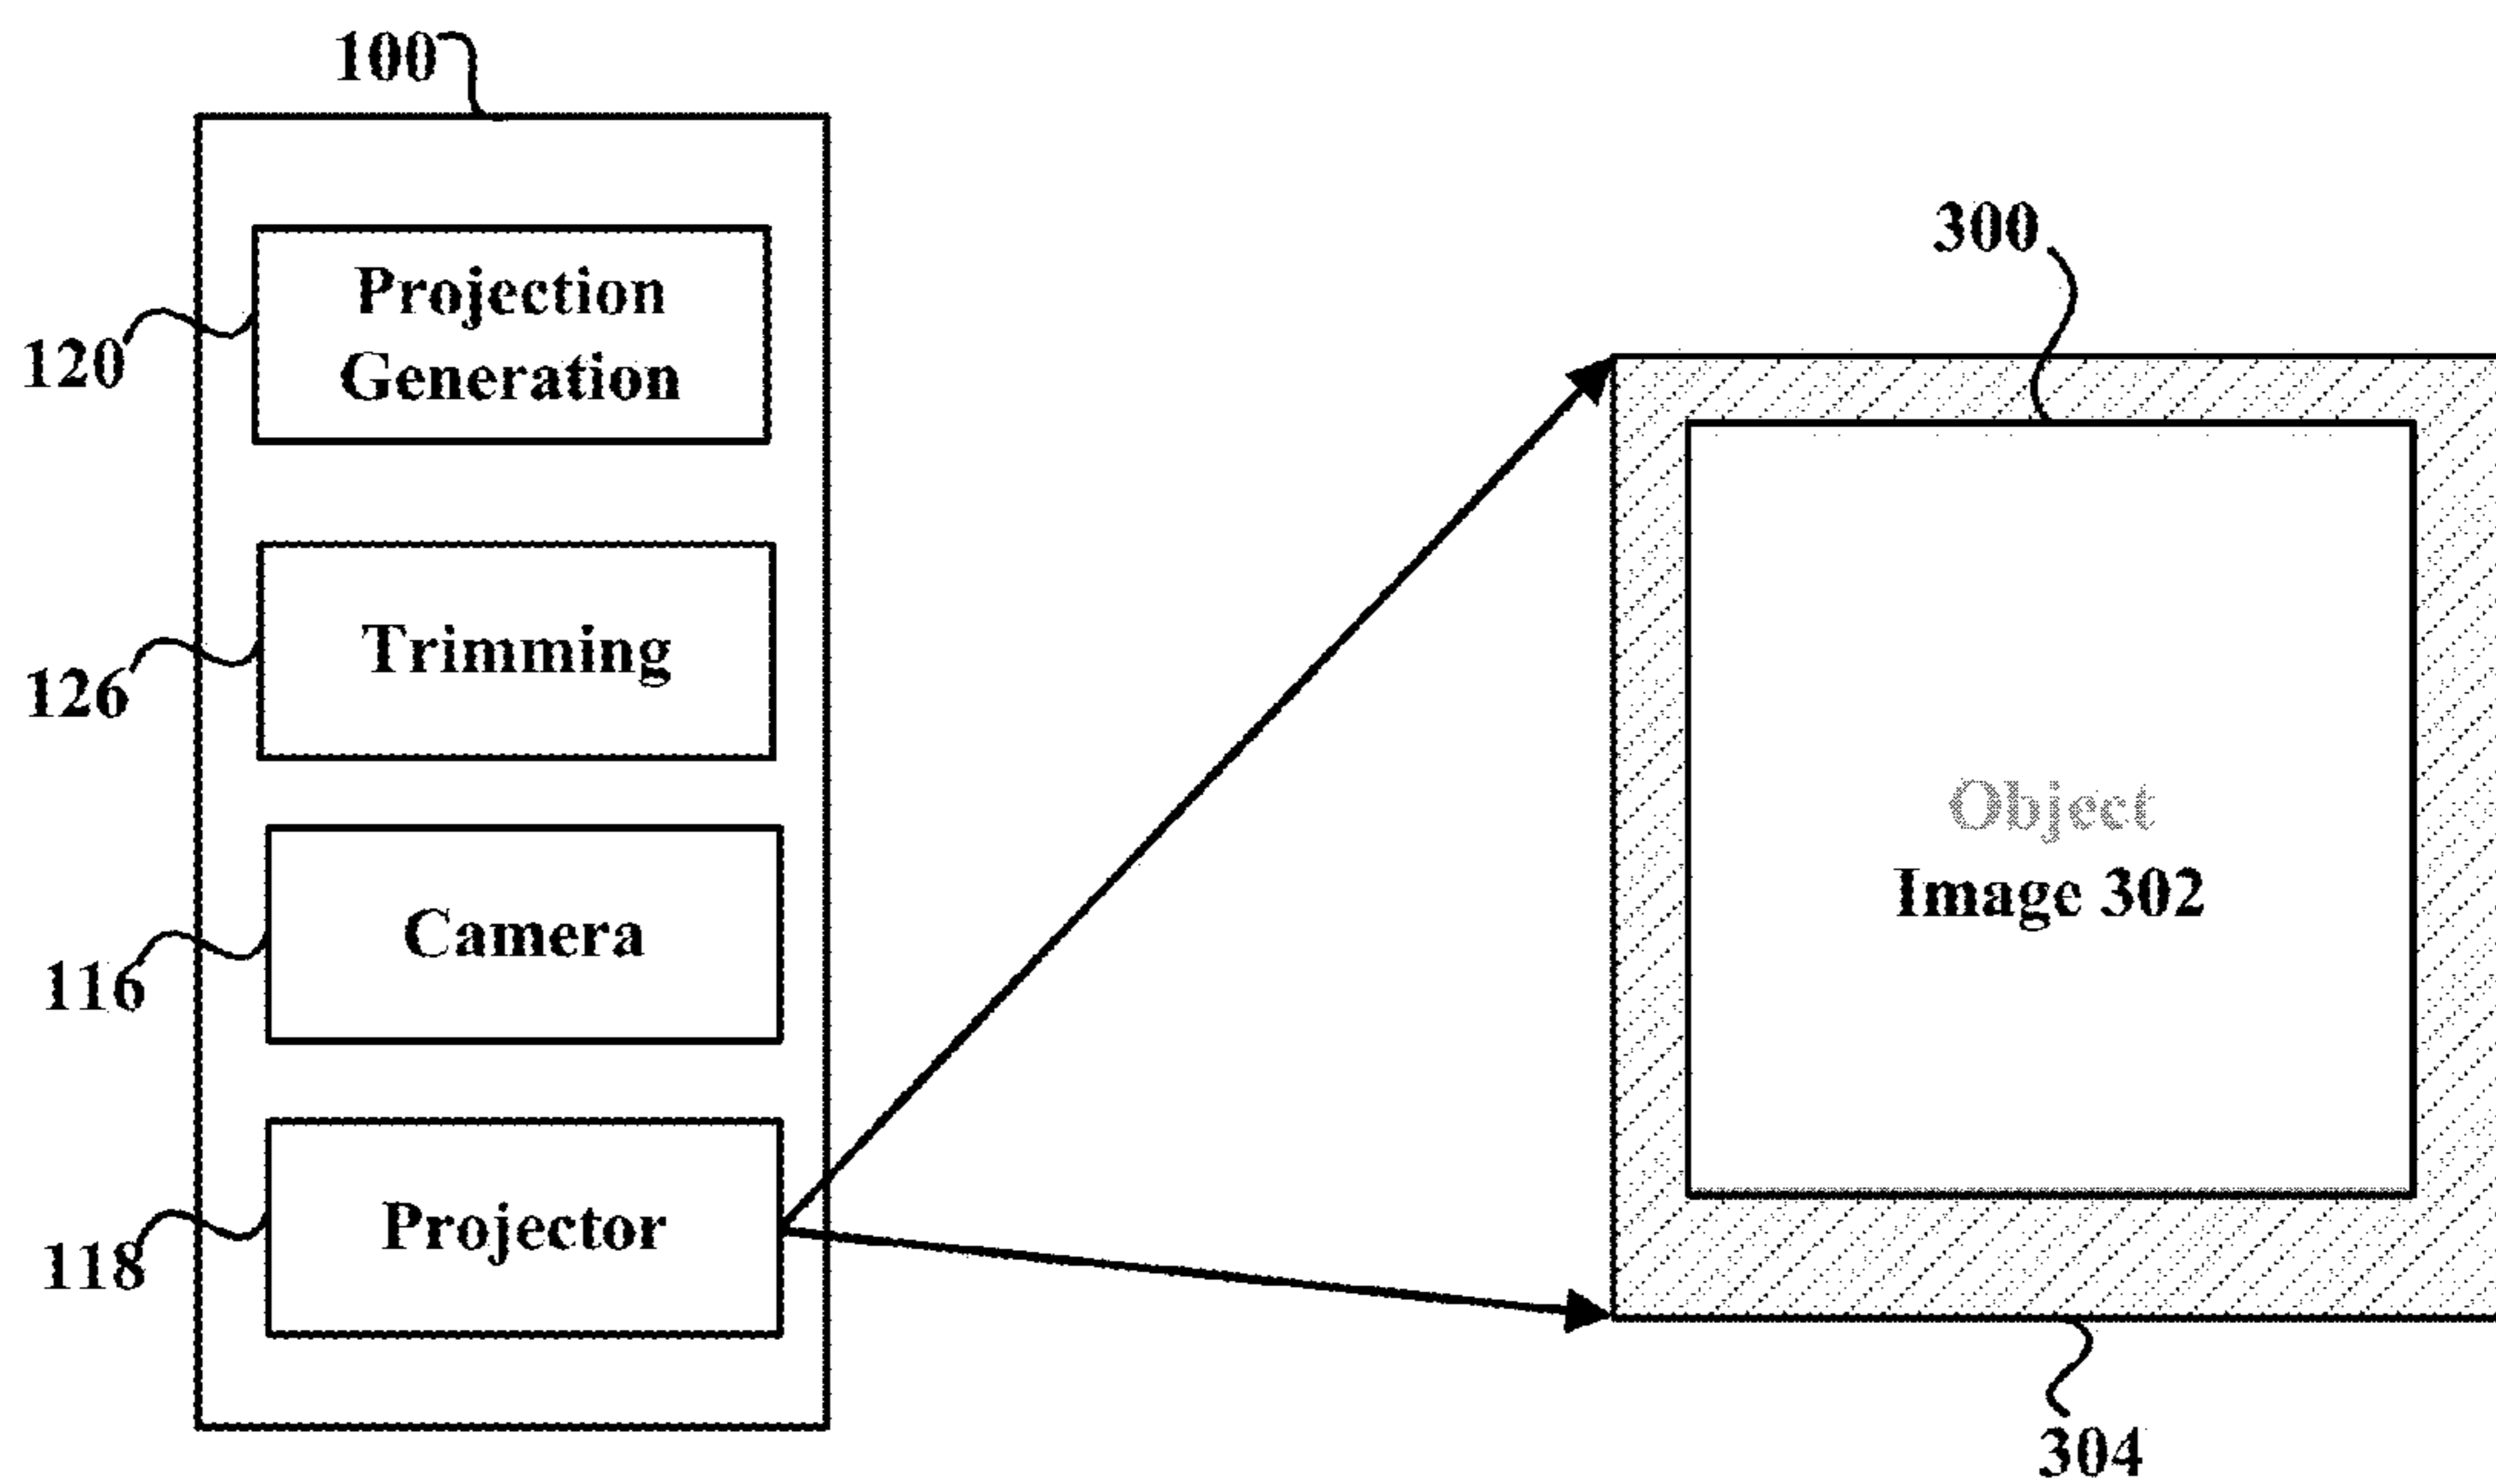 100
120
Projection
Generation
126
Trimming
116
Camera
118
Projector
300
Object
Image 302
304